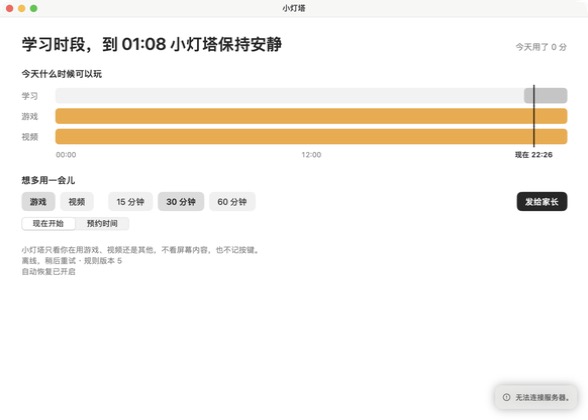 小灯塔
学习时段，到 01:08 小灯塔保持安静
今天用了 0 分
今天什么时候可以玩
学习
游戏
视频
00:00 12:00 现在 22:26
想多用一会儿
游戏 视频 15 分钟 30 分钟 60 分钟 发给家长
现在开始 预约时间
小灯塔只看你在用游戏、视频还是其他，不看屏幕内容，也不记按键。
离线，稍后重试 · 规则版本 5
自动恢复已开启
无法连接服务器。